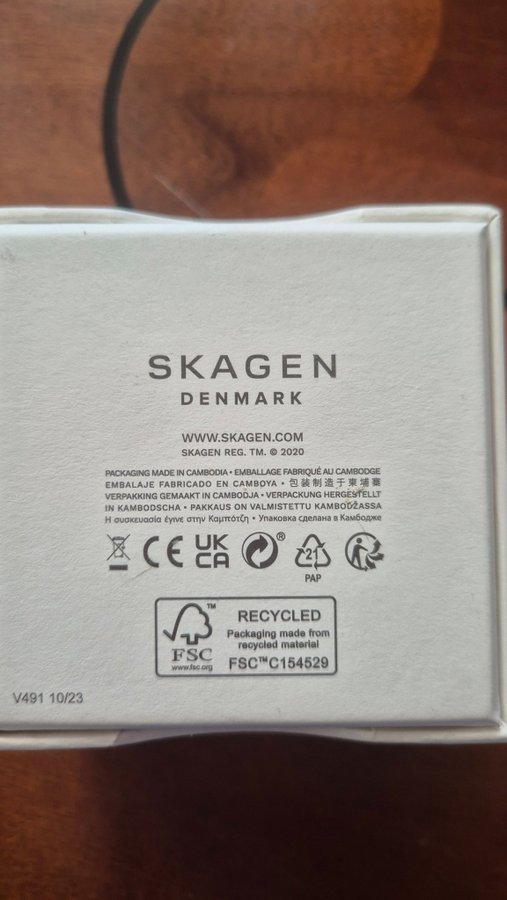 SKAGEN
DENMARK
WWW.SKAGEN.COM
SKAGEN REG. TM. © 2020
PACKAGING MADE IN CAMBODIA • EMBALLAGE FABRIQUÉ AU CAMBODGE
EMBALAJE FABRICADO EN CAMBOYA • 包装制造于柬埔寨
VERPAKKING GEMAAKT IN CAMBODJA • VERPACKUNG HERGESTELLT
IN KAMBODSCHA • PAKKAUS ON VALMISTETTU KAMBODŽASSA
Η συσκευασία έγινε στην Καμπότζη • Упаковка сделана в Камбодже
CE UK CA ® 21
PAP
FSC™
www.fsc.org
RECYCLED
Packaging made from
recycled material
FSC™C154529
V491 10/23